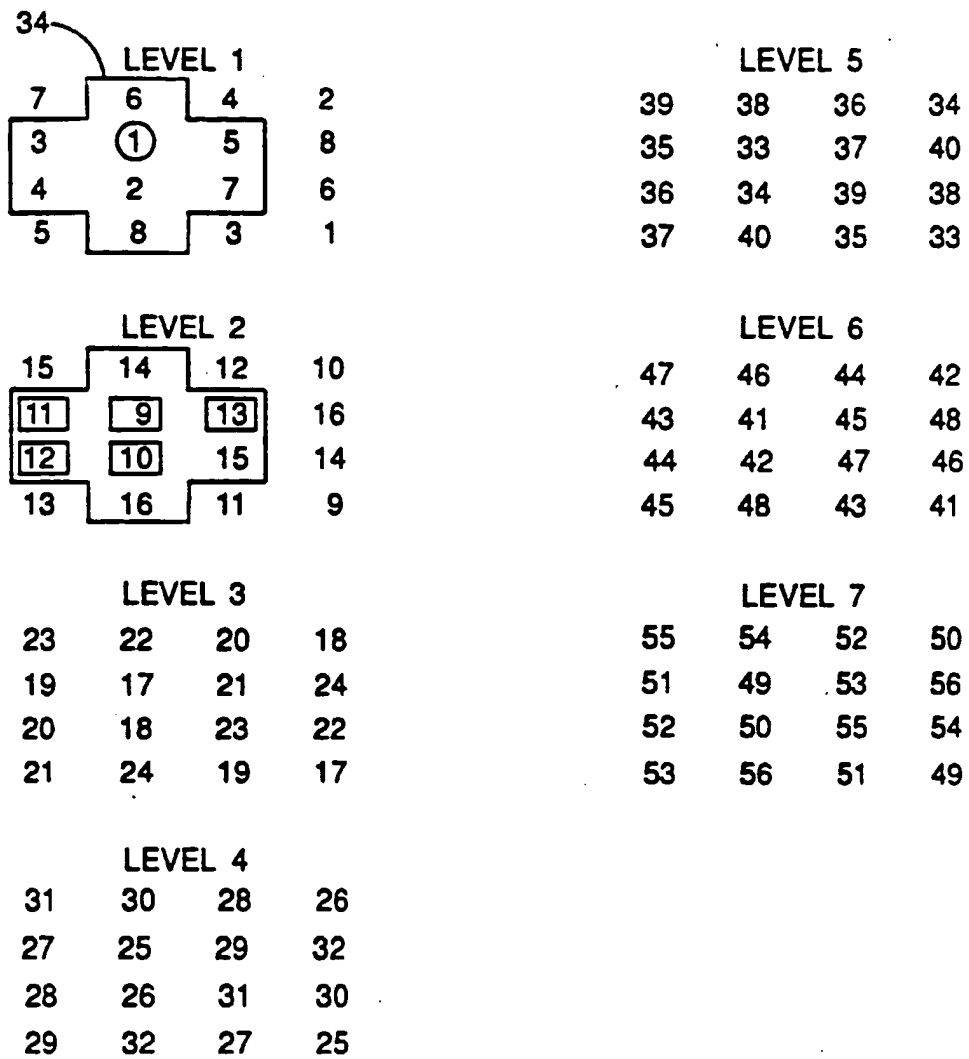 34
LEVEL 1
7 6 4 2
3 1 5 8
4 2 7 6
5 8 3 1
LEVEL 2
15 14 12 10
11 9 13 16
12 10 15 14
13 16 11 9
LEVEL 3
23 22 20 18
19 17 21 24
20 18 23 22
21 24 19 17
LEVEL 4
31 30 28 26
27 25 29 32
28 26 31 30
29 32 27 25
LEVEL 5
39 38 36 34
35 33 37 40
36 34 39 38
37 40 35 33
LEVEL 6
47 46 44 42
43 41 45 48
44 42 47 46
45 48 43 41
LEVEL 7
55 54 52 50
51 49 53 56
52 50 55 54
53 56 51 49